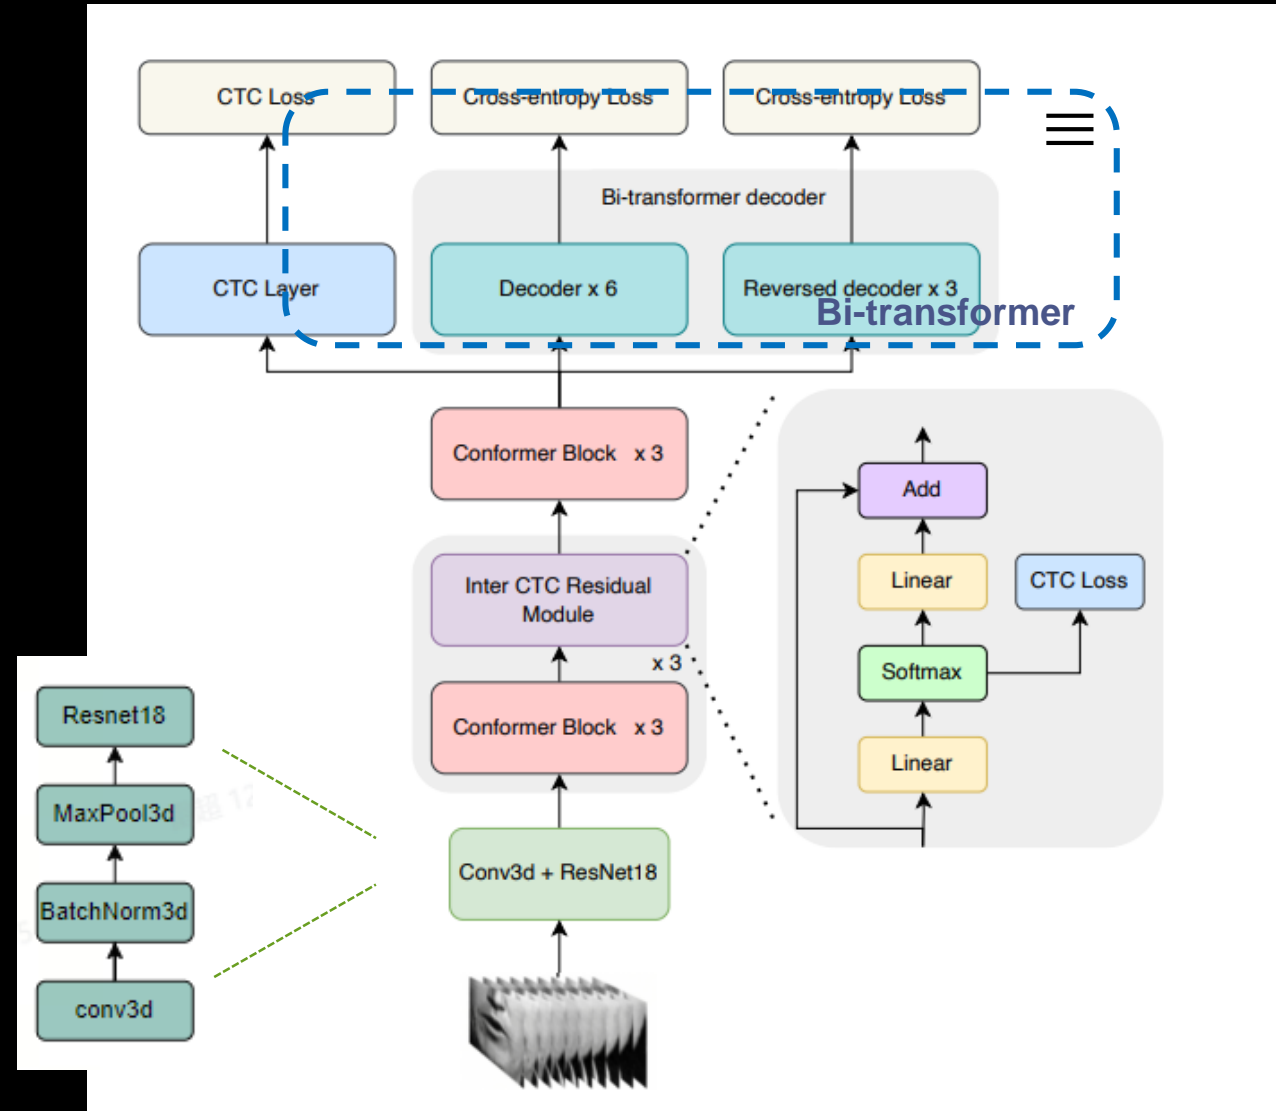 CTC Loss
Cross-entropy Loss
Cross-entropy Loss
Bi-transformer decoder
CTC Layer
Decoder x 6
Reversed decoder x 3
Bi-transformer
Conformer Block x 3
Inter CTC Residual
Module
x 3
Conformer Block x 3
Conv3d + ResNet18
Add
Linear
CTC Loss
Softmax
Linear
Resnet18
MaxPool3d
BatchNorm3d
conv3d